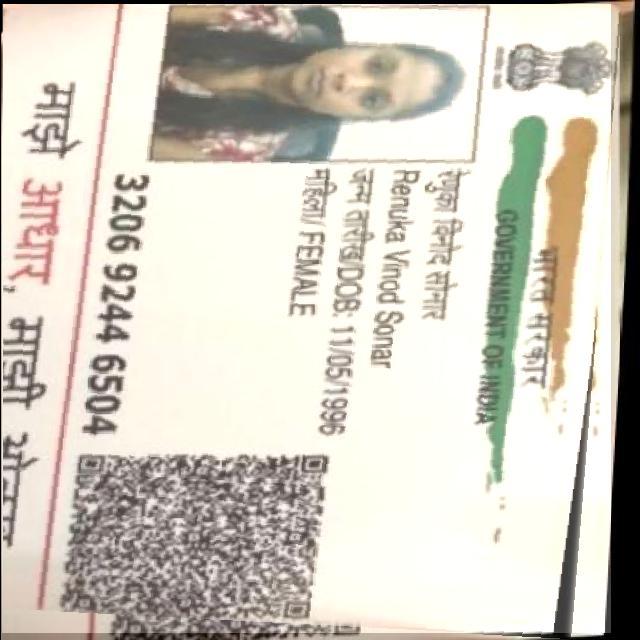 भारत सरकार
GOVERNMENT OF INDIA
रेणुका विनोद सोनार
Renuka Vinod Sonar
जन्म तारीख/DOB: 11/05/1996
महिला/ FEMALE
3206 9244 6504
माझे आधार, माझी